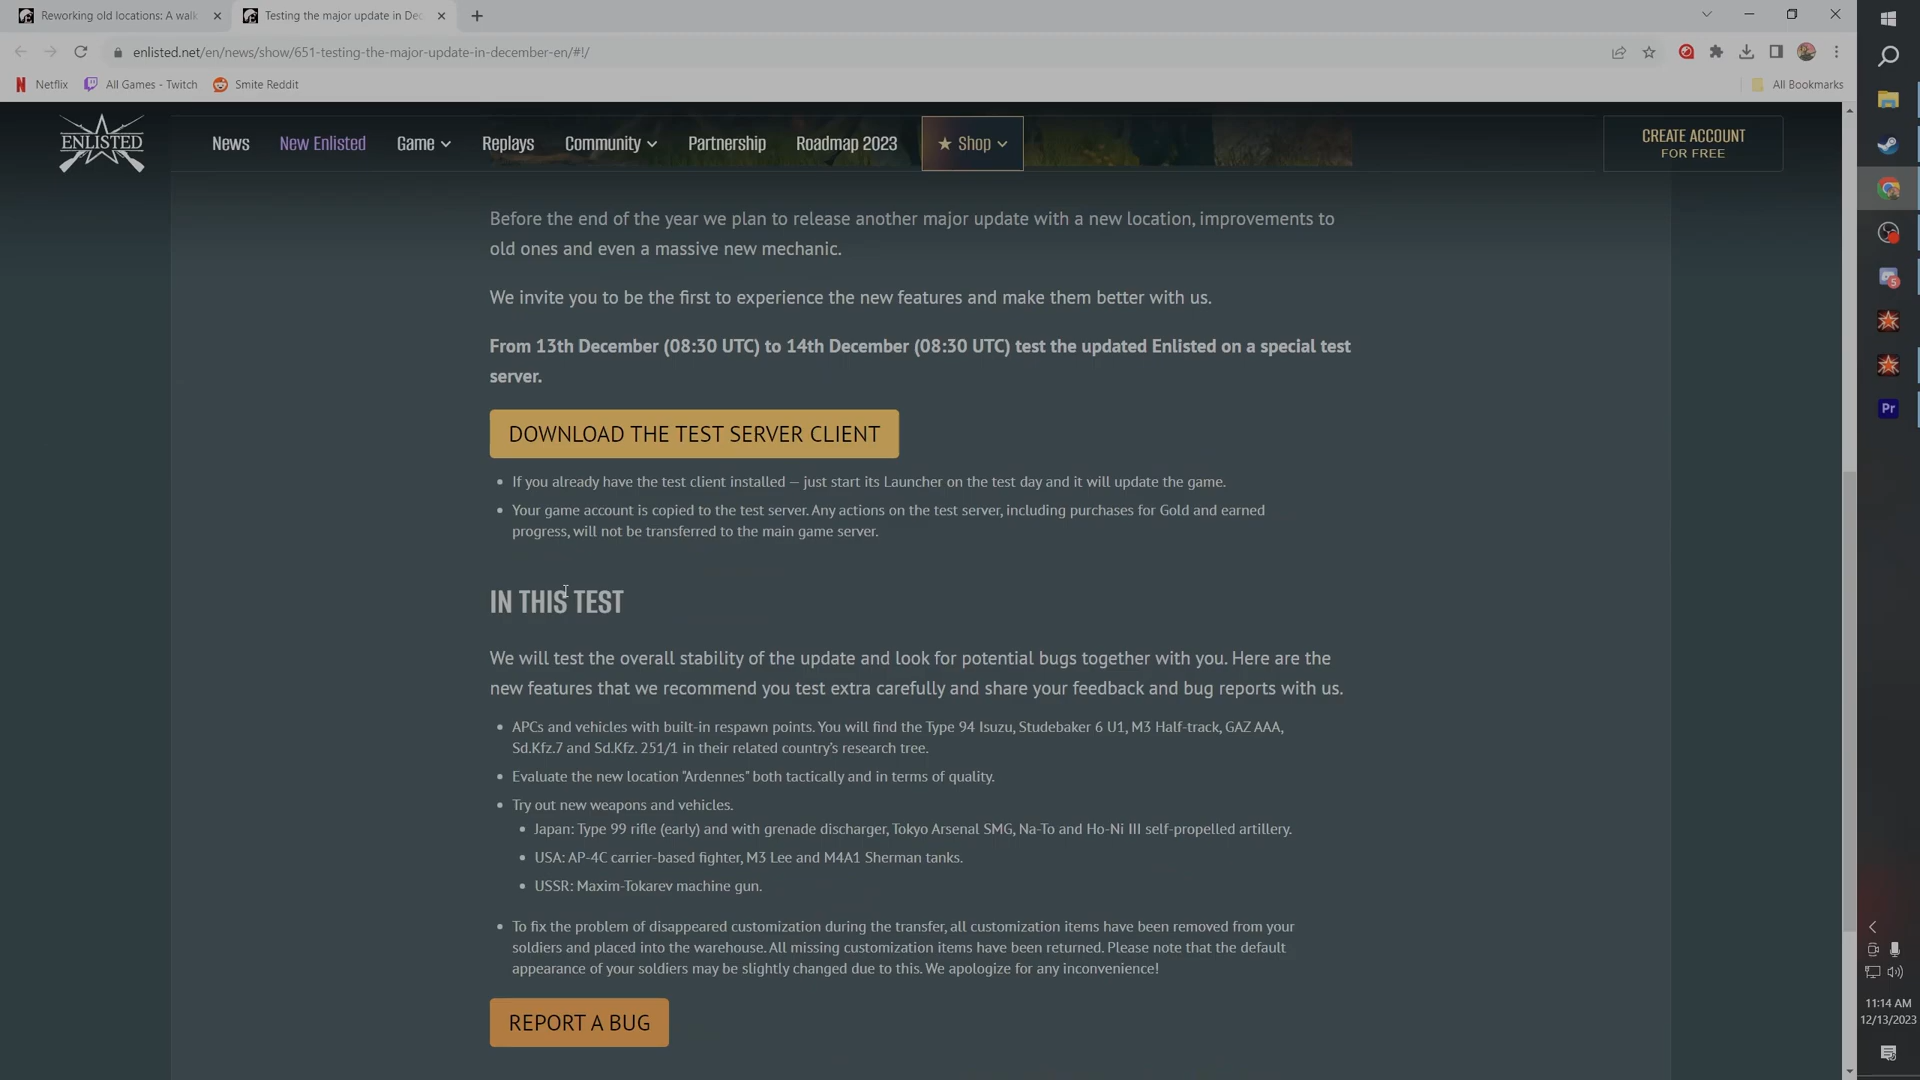 Reworking old locations: A walk
Testing the major update in Dec
enlisted.net/en/news/show/651-testing-the-major-update-in-december-en/#!/
Netflix
All Games - Twitch
Smite Reddit
All Bookmarks
ENLISTED
News
New Enlisted
Game
Replays
Community
Partnership
Roadmap 2023
★ Shop
CREATE ACCOUNT
FOR FREE
Before the end of the year we plan to release another major update with a new location, improvements to
old ones and even a massive new mechanic.
We invite you to be the first to experience the new features and make them better with us.
From 13th December (08:30 UTC) to 14th December (08:30 UTC) test the updated Enlisted on a special test
server.
DOWNLOAD THE TEST SERVER CLIENT
• If you already have the test client installed — just start its Launcher on the test day and it will update the game.
• Your game account is copied to the test server. Any actions on the test server, including purchases for Gold and earned
progress, will not be transferred to the main game server.
IN THIS TEST
We will test the overall stability of the update and look for potential bugs together with you. Here are the
new features that we recommend you test extra carefully and share your feedback and bug reports with us.
• APCs and vehicles with built-in respawn points. You will find the Type 94 Isuzu, Studebaker 6 U1, M3 Half-track, GAZ AAA,
Sd.Kfz.7 and Sd.Kfz. 251/1 in their related country's research tree.
• Evaluate the new location "Ardennes" both tactically and in terms of quality.
• Try out new weapons and vehicles.
• Japan: Type 99 rifle (early) and with grenade discharger, Tokyo Arsenal SMG, Na-To and Ho-Ni III self-propelled artillery.
• USA: AP-4C carrier-based fighter, M3 Lee and M4A1 Sherman tanks.
• USSR: Maxim-Tokarev machine gun.
• To fix the problem of disappeared customization during the transfer, all customization items have been removed from your
soldiers and placed into the warehouse. All missing customization items have been returned. Please note that the default
appearance of your soldiers may be slightly changed due to this. We apologize for any inconvenience!
REPORT A BUG
5
Pr
11:14 AM
12/13/2023